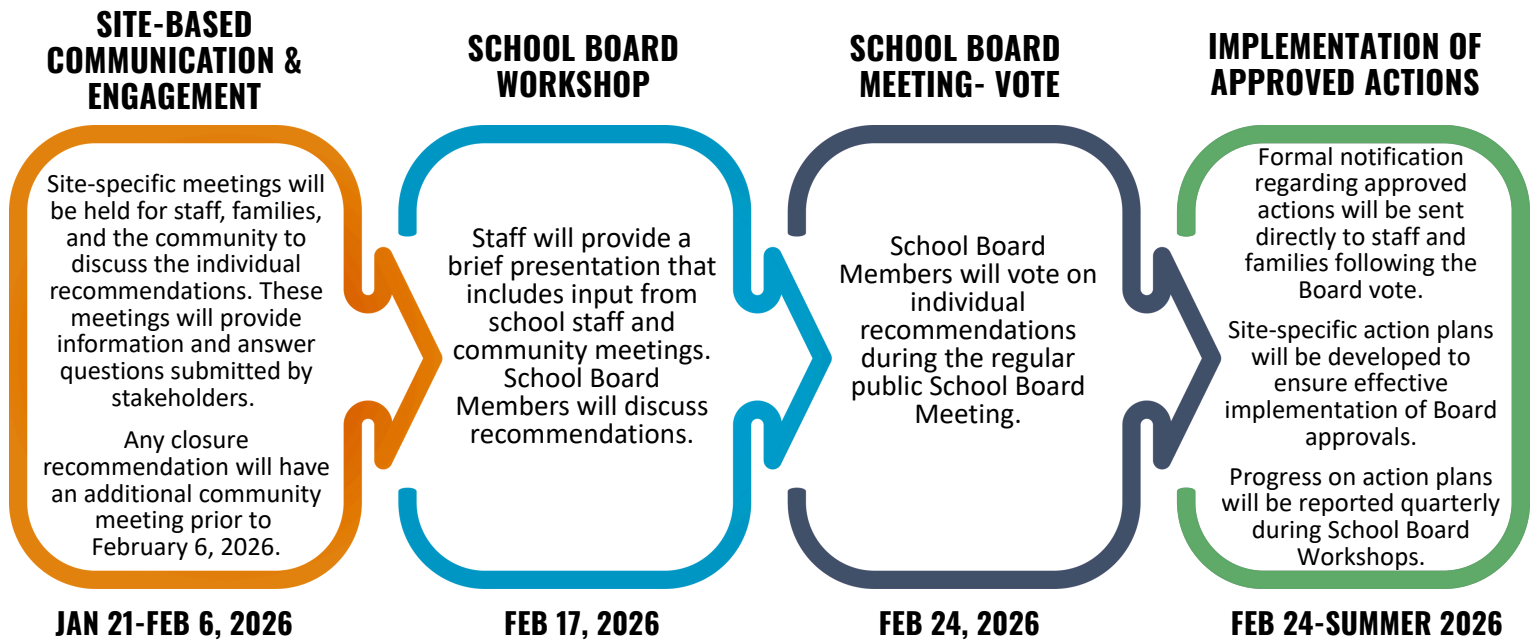 SITE-BASED
COMMUNICATION &
ENGAGEMENT
Site-specific meetings will
be held for staff, families,
and the community to
discuss the individual
recommendations. These
meetings will provide
information and answer
questions submitted by
stakeholders.
Any closure
recommendation will have
an additional community
meeting prior to
February 6, 2026.
JAN 21-FEB 6, 2026
SCHOOL BOARD
WORKSHOP
Staff will provide a
brief presentation that
includes input from
school staff and
community meetings.
School Board
Members will discuss
recommendations.
FEB 17, 2026
SCHOOL BOARD
MEETING- VOTE
School Board
Members will vote on
individual
recommendations
during the regular
public School Board
Meeting.
FEB 24, 2026
IMPLEMENTATION OF
APPROVED ACTIONS
Formal notification
regarding approved
actions will be sent
directly to staff and
families following the
Board vote.
Site-specific action plans
will be developed to
ensure effective
implementation of Board
approvals.
Progress on action plans
will be reported quarterly
during School Board
Workshops.
FEB 24-SUMMER 2026